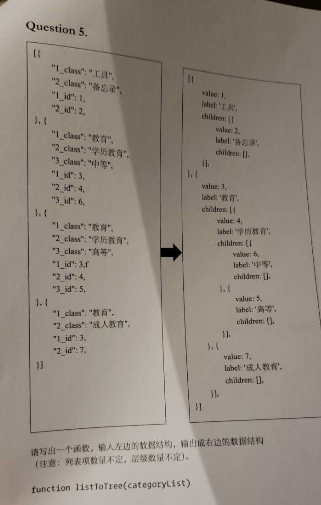 Question 5.
[{
"1_class": "工具",
"2_class": "备忘录",
"1_id": 1,
"2_id": 2,
}, {
"1_class": "教育",
"2_class": "学历教育",
"3_class": "中等",
"1_id": 3,
"2_id": 4,
"3_id": 6,
}, {
"1_class": "教育",
"2_class": "学历教育",
"3_class": "高等",
"1_id": 3,f
"2_id": 4,
"3_id": 5,
}, {
"1_class": "教育",
"2_class": "成人教育",
"1_id": 3,
"2_id": 7,
}]
[{
value: 1,
label: '工具',
children: [{
value: 2,
label: '备忘录',
children: [],
}],
}, {
value: 3,
label: '教育',
children: [{
value: 4,
label: '学历教育',
children: [{
value: 6,
label: '中等',
children: [],
}, {
value: 5,
label: '高等',
children: [],
}],
}, {
value: 7,
label: '成人教育',
children: [],
}],
}]
请写出一个函数，输入左边的数据结构，输出成右边的数据结构
（注意：列表项数量不定，层级数量不定）。
function listToTree(categoryList)